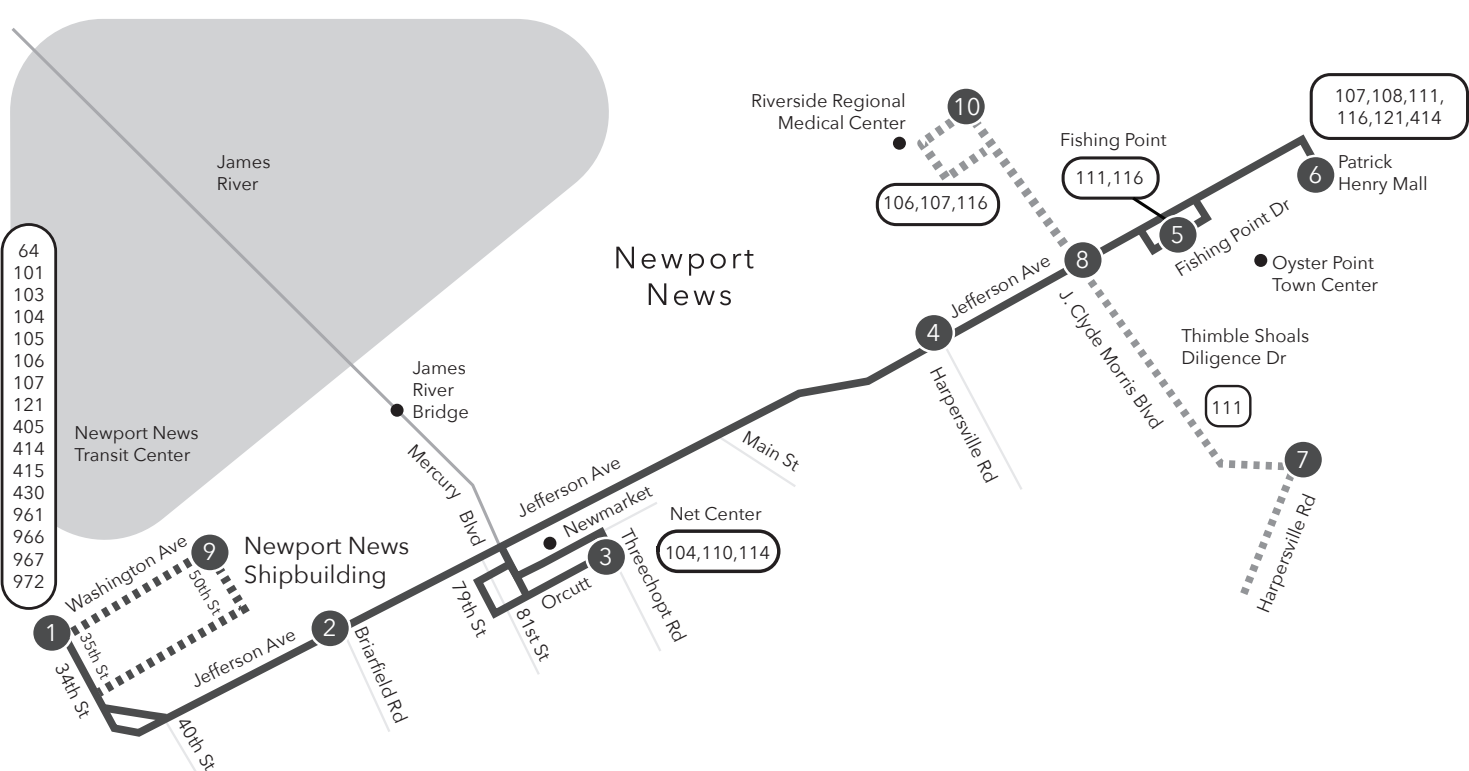 107,108,111,
116,121,414
10
Riverside Regional
Medical Center
Fishing Point
111,116
106,107,116
6
Patrick
Henry Mall
James
River
5
Fishing Point Dr
Newport
News
8
Jefferson Ave
Oyster Point
Town Center
64
101
103
104
105
106
107
121
405
414
415
430
961
966
967
972
4
J. Clyde Morris Blvd
Thimble Shoals
Diligence Dr
111
James
River
Bridge
Harpersville Rd
Newport News
Transit Center
Main St
Mercury Blvd
Jefferson Ave
7
Newmarket
Net Center
104,110,114
Harpersville Rd
Washington Ave
9
Newport News
Shipbuilding
50th St
3
Threechopt Rd
Orcutt
79th St
81st St
1
35th St
34th St
2
Jefferson Ave
Briarfield Rd
40th St